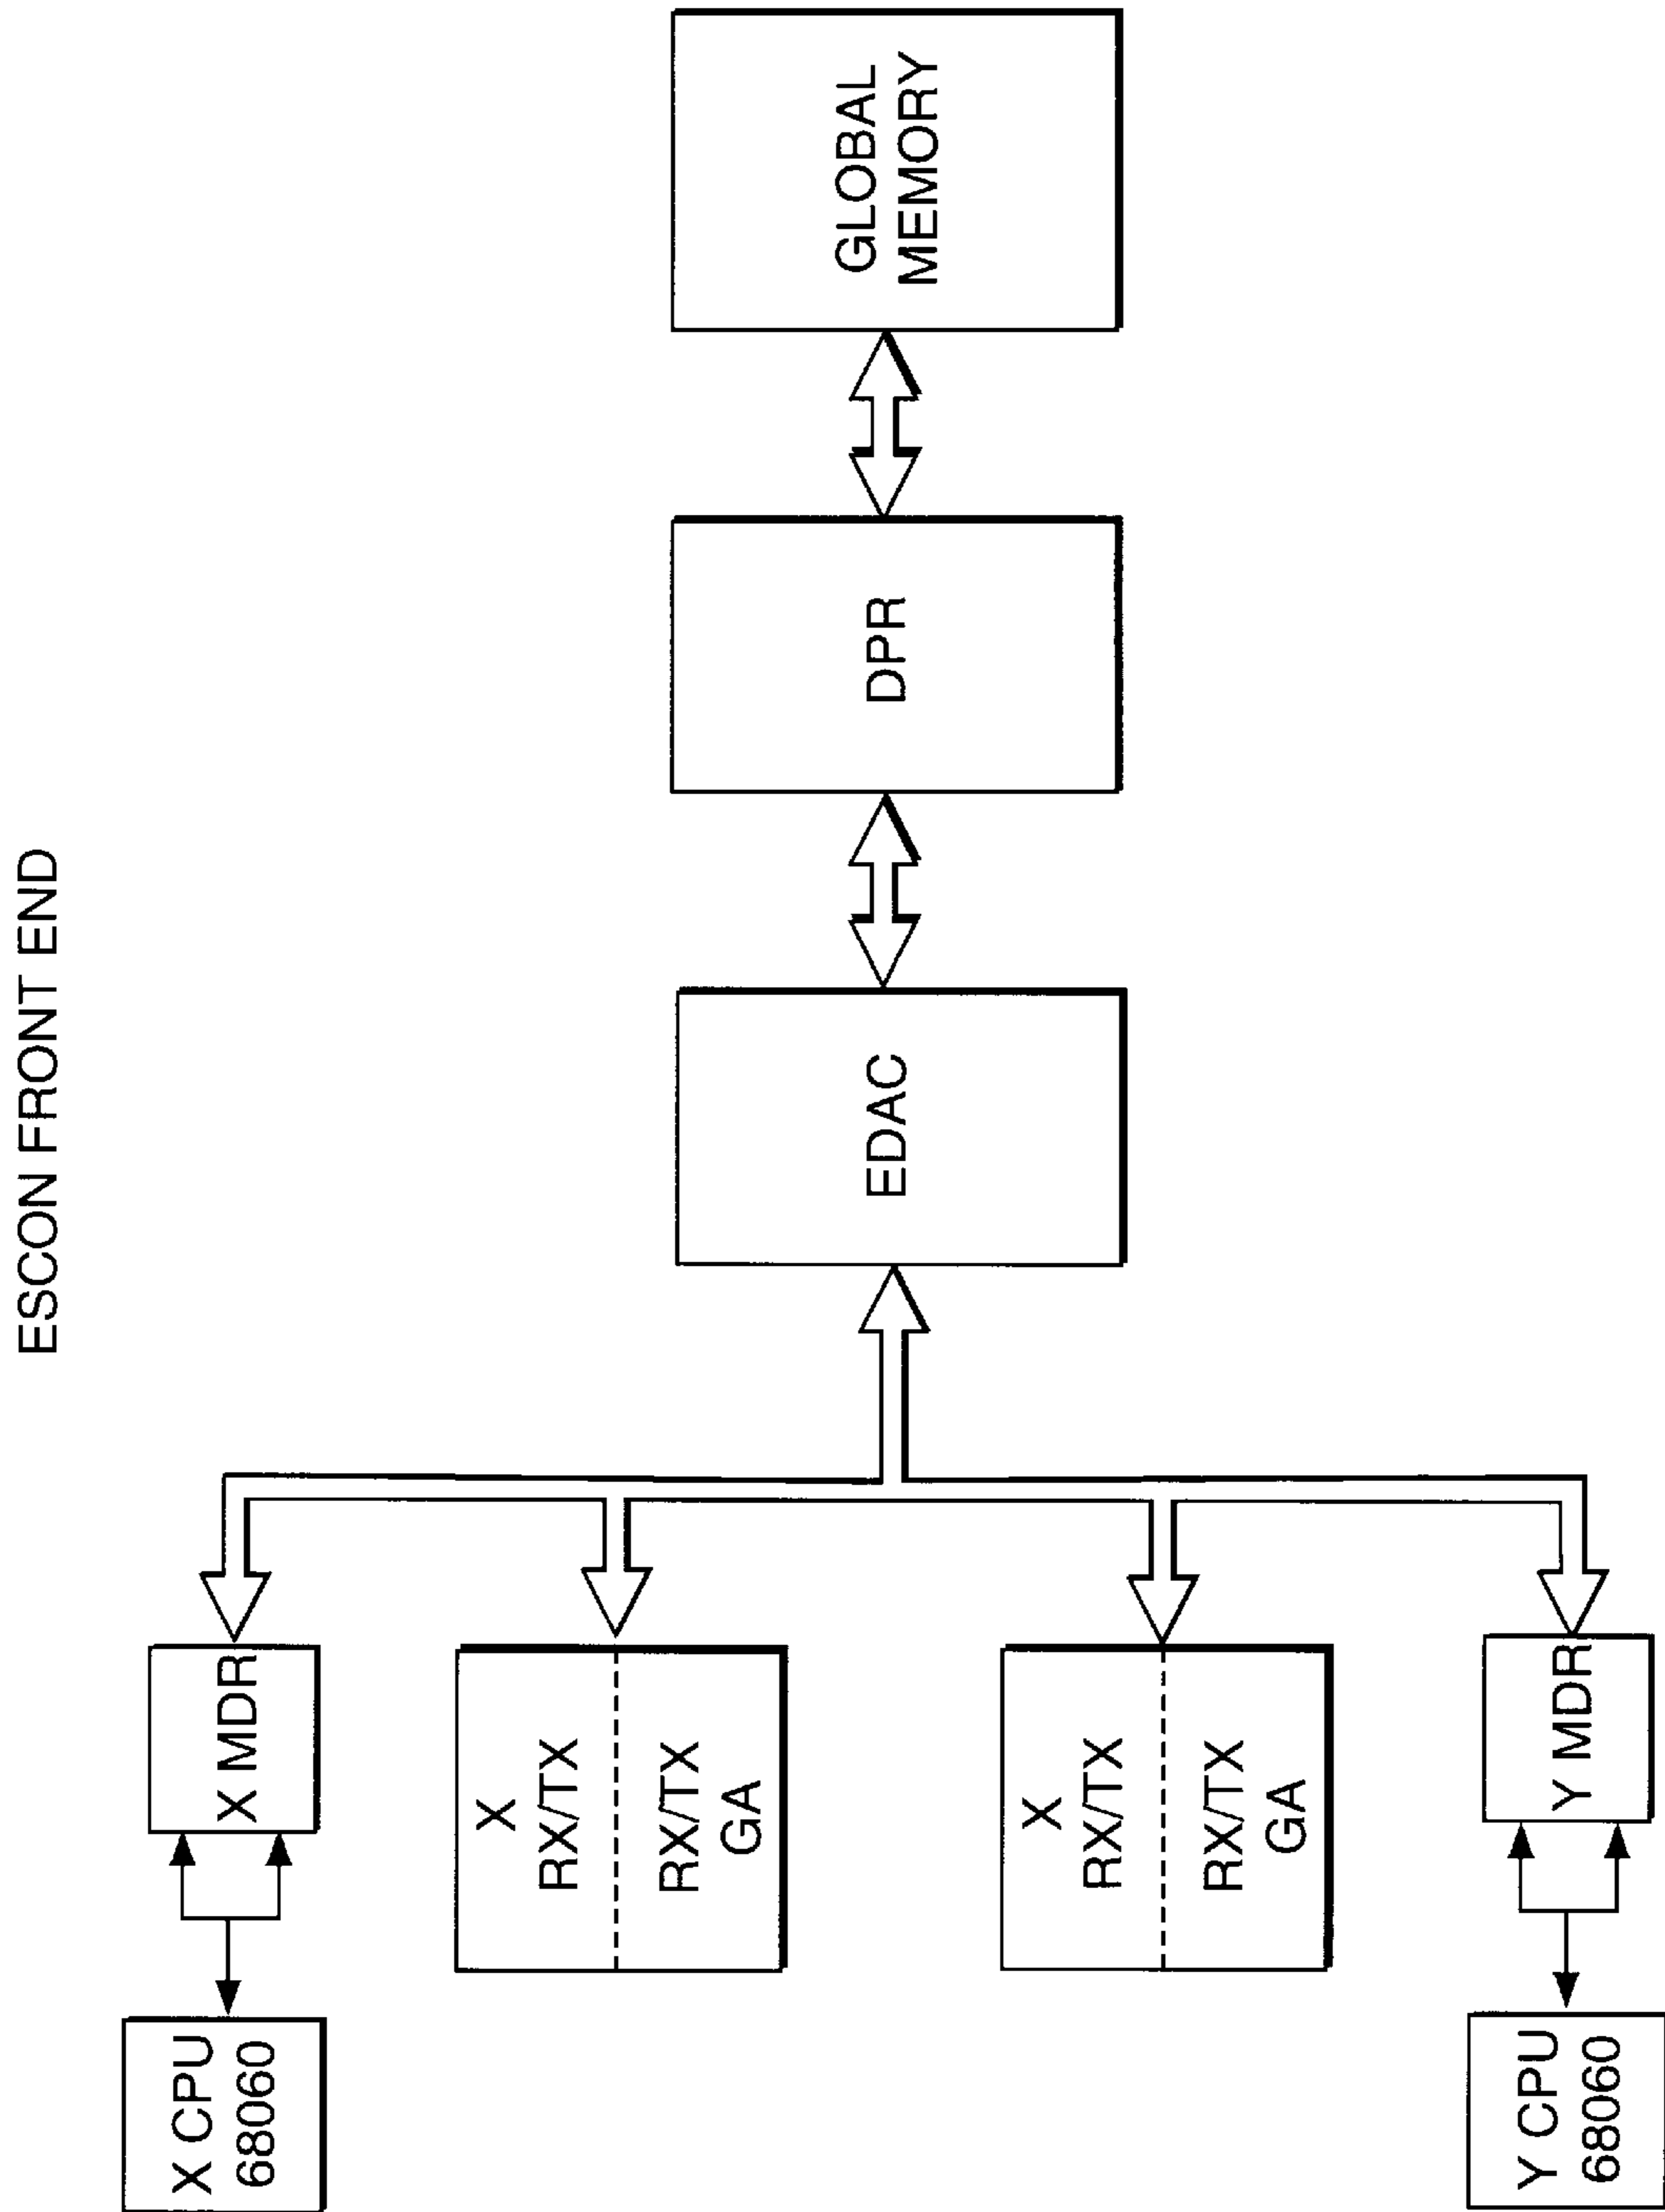 ESCON FRONT END
X CPU
68060
X MDR
X
RX/TX
RX/TX
GA
EDAC
DPR
GLOBAL
MEMORY
X
RX/TX
RX/TX
GA
Y CPU
68060
Y MDR